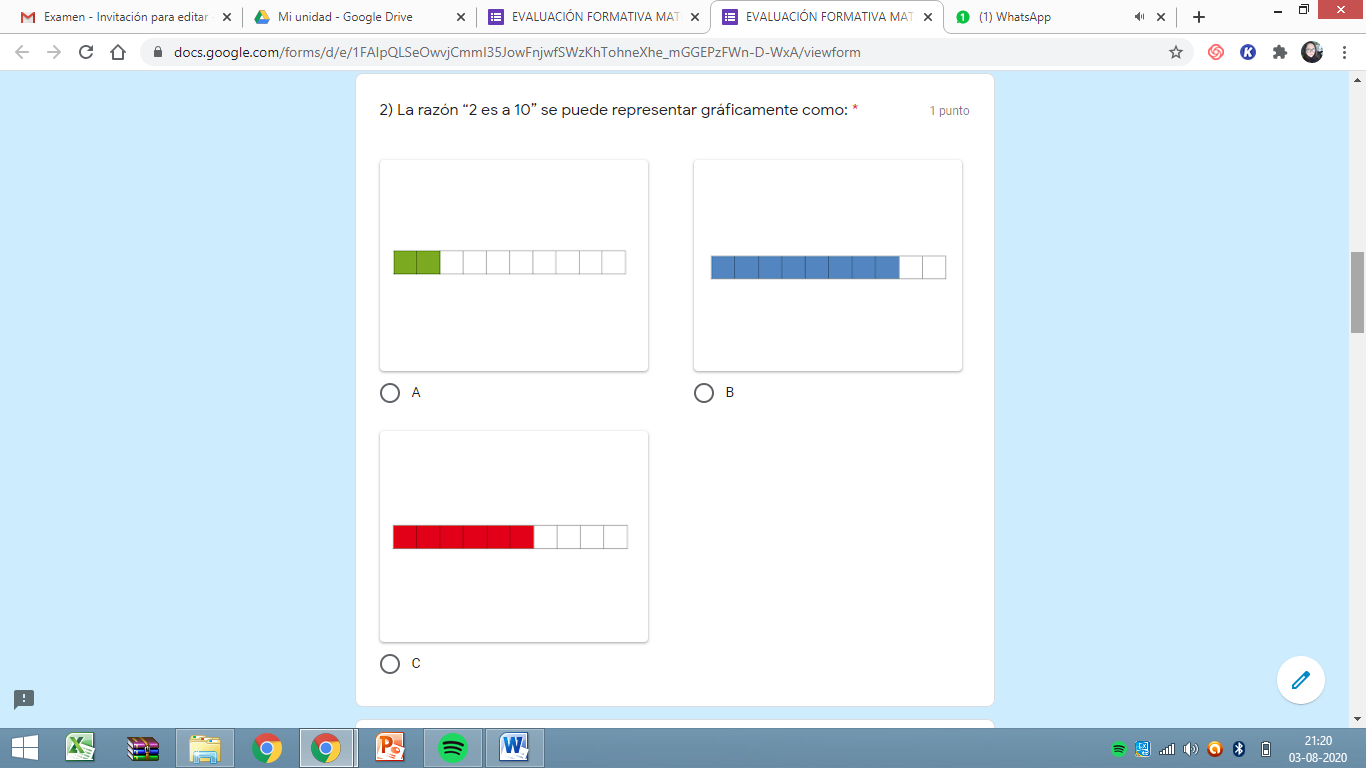 Examen - Invitación para editar
Mi unidad - Google Drive
EVALUACIÓN FORMATIVA MAT
EVALUACIÓN FORMATIVA MAT
(1) WhatsApp
docs.google.com/forms/d/e/1FAIpQLSeOwvjCmmI35JowFnjwfSWzKhTohneXhe_mGGEPzFWn-D-WxA/viewform
2) La razón “2 es a 10” se puede representar gráficamente como: *
1 punto
A
B
C
21:20
03-08-2020